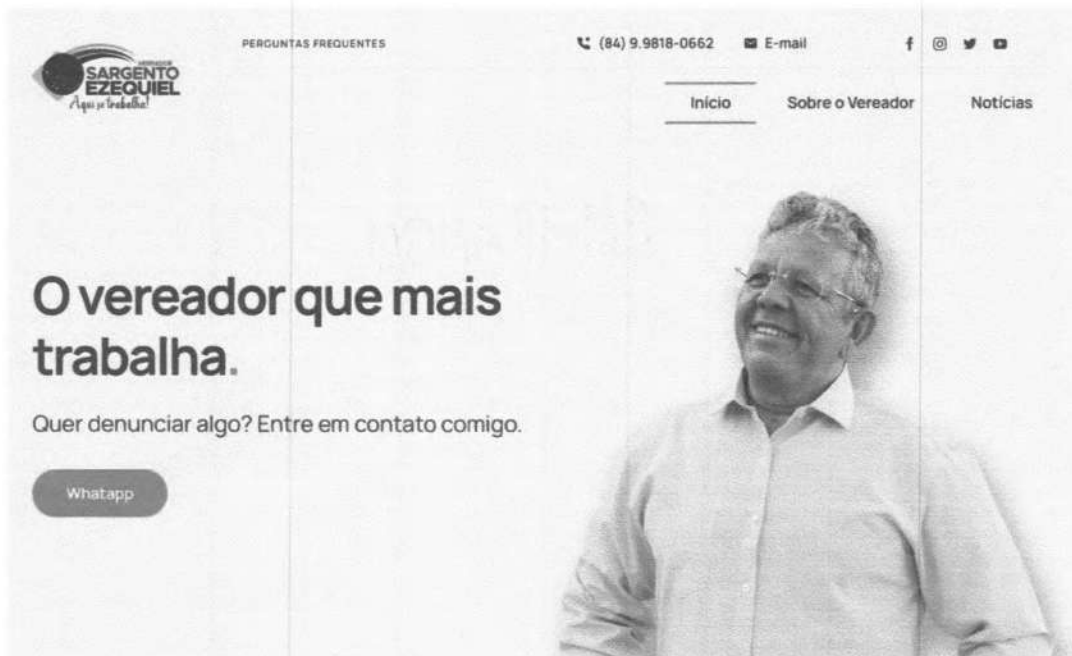 PERGUNTAS FREQUENTES
(84) 9.9818-0662
E-mail
VEREADOR
SARGENTO
EZEQUIEL
Aqui se trabalha!
Início
Sobre o Vereador
Notícias
O vereador que mais
trabalha.
Quer denunciar algo? Entre em contato comigo.
Whatapp